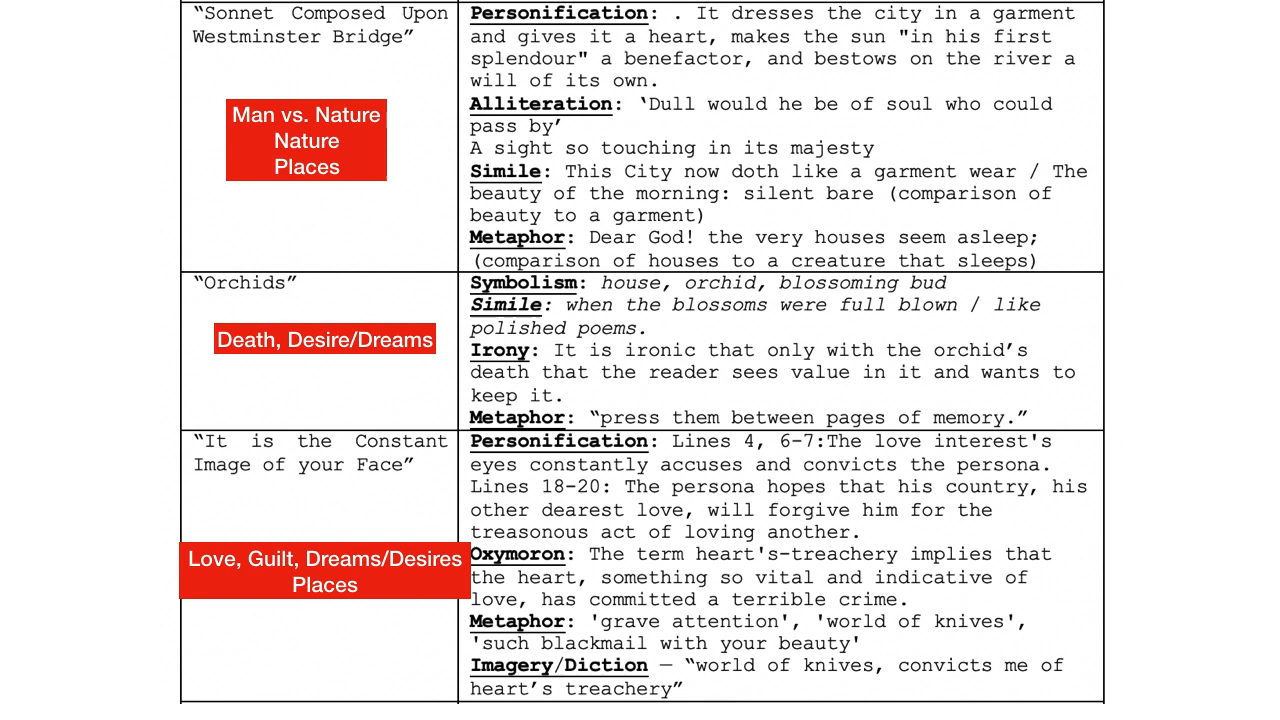 “Sonnet Composed Upon
Westminster Bridge”
Man vs. Nature
Nature
Places
Personification: . It dresses the city in a garment
and gives it a heart, makes the sun "in his first
splendour" a benefactor, and bestows on the river a
will of its own.
Alliteration: ‘Dull would he be of soul who could
pass by’
A sight so touching in its majesty
Simile: This City now doth like a garment wear / The
beauty of the morning: silent bare (comparison of
beauty to a garment)
Metaphor: Dear God! the very houses seem asleep;
(comparison of houses to a creature that sleeps)
“Orchids”
Death, Desire/Dreams
Symbolism: house, orchid, blossoming bud
Simile: when the blossoms were full blown / like
polished poems.
Irony: It is ironic that only with the orchid’s
death that the reader sees value in it and wants to
keep it.
Metaphor: “press them between pages of memory.”
“It is the Constant
Image of your Face”
Love, Guilt, Dreams/Desires
Places
Personification: Lines 4, 6-7:The love interest's
eyes constantly accuses and convicts the persona.
Lines 18-20: The persona hopes that his country, his
other dearest love, will forgive him for the
treasonous act of loving another.
Oxymoron: The term heart's-treachery implies that
the heart, something so vital and indicative of
love, has committed a terrible crime.
Metaphor: 'grave attention', 'world of knives',
'such blackmail with your beauty'
Imagery/Diction – “world of knives, convicts me of
heart’s treachery”